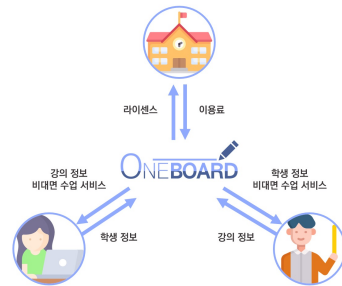 라이센스
이용료
ONEBOARD
강의 정보
비대면 수업 서비스
학생 정보
비대면 수업 서비스
학생 정보
강의 정보